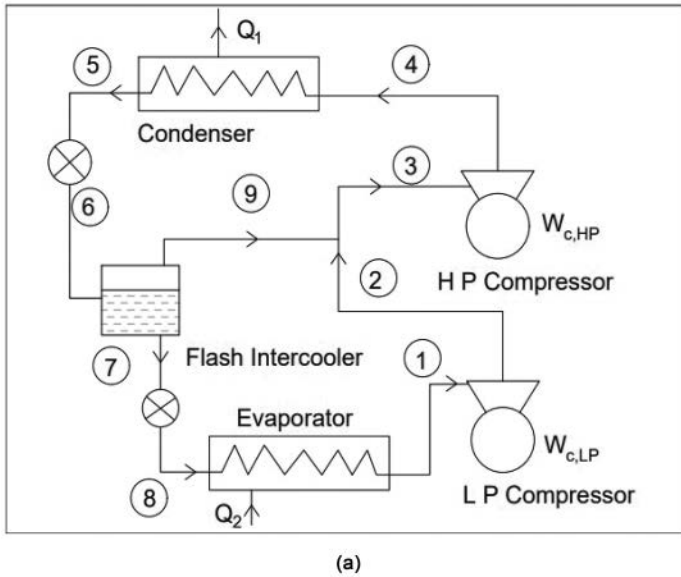 Q1
5
4
Condenser
3
9
6
Wc,HP
H P Compressor
2
7
Flash Intercooler
1
Evaporator
Wc,LP
8
Q2
L P Compressor
(a)